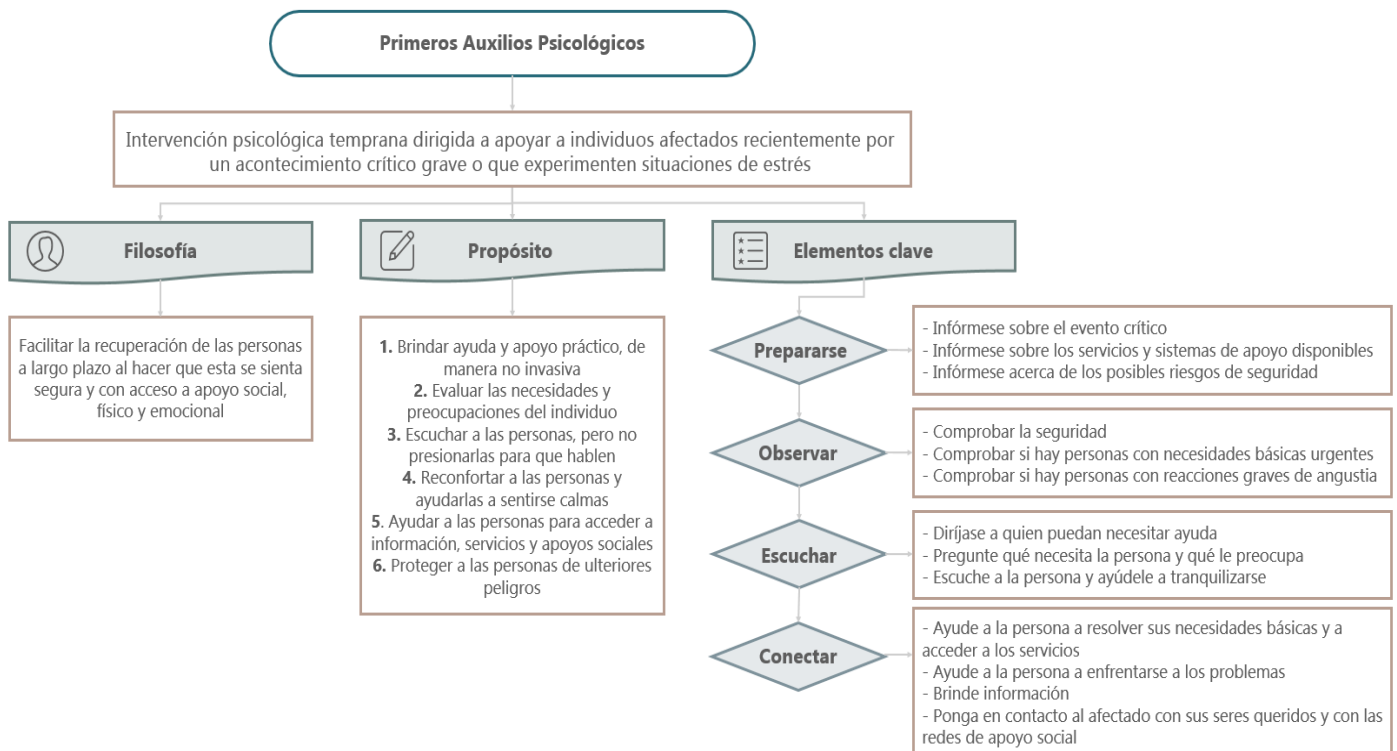 Primeros Auxilios Psicológicos
Intervención psicológica temprana dirigida a apoyar a individuos afectados recientemente por
un acontecimiento crítico grave o que experimenten situaciones de estrés
Filosofía
Facilitar la recuperación de las personas
a largo plazo al hacer que esta se sienta
segura y con acceso a apoyo social,
físico y emocional
Propósito
1. Brindar ayuda y apoyo práctico, de
manera no invasiva
2. Evaluar las necesidades y
preocupaciones del individuo
3. Escuchar a las personas, pero no
presionarlas para que hablen
4. Reconfortar a las personas y
ayudarlas a sentirse calmas
5. Ayudar a las personas para acceder a
información, servicios y apoyos sociales
6. Proteger a las personas de ulteriores
peligros
Elementos clave
Prepararse
- Infórmese sobre el evento crítico
- Infórmese sobre los servicios y sistemas de apoyo disponibles
- Infórmese acerca de los posibles riesgos de seguridad
Observar
- Comprobar la seguridad
- Comprobar si hay personas con necesidades básicas urgentes
- Comprobar si hay personas con reacciones graves de angustia
Escuchar
- Diríjase a quien puedan necesitar ayuda
- Pregunte qué necesita la persona y qué le preocupa
- Escuche a la persona y ayúdele a tranquilizarse
Conectar
- Ayude a la persona a resolver sus necesidades básicas y a
acceder a los servicios
- Ayude a la persona a enfrentarse a los problemas
- Brinde información
- Ponga en contacto al afectado con sus seres queridos y con las
redes de apoyo social